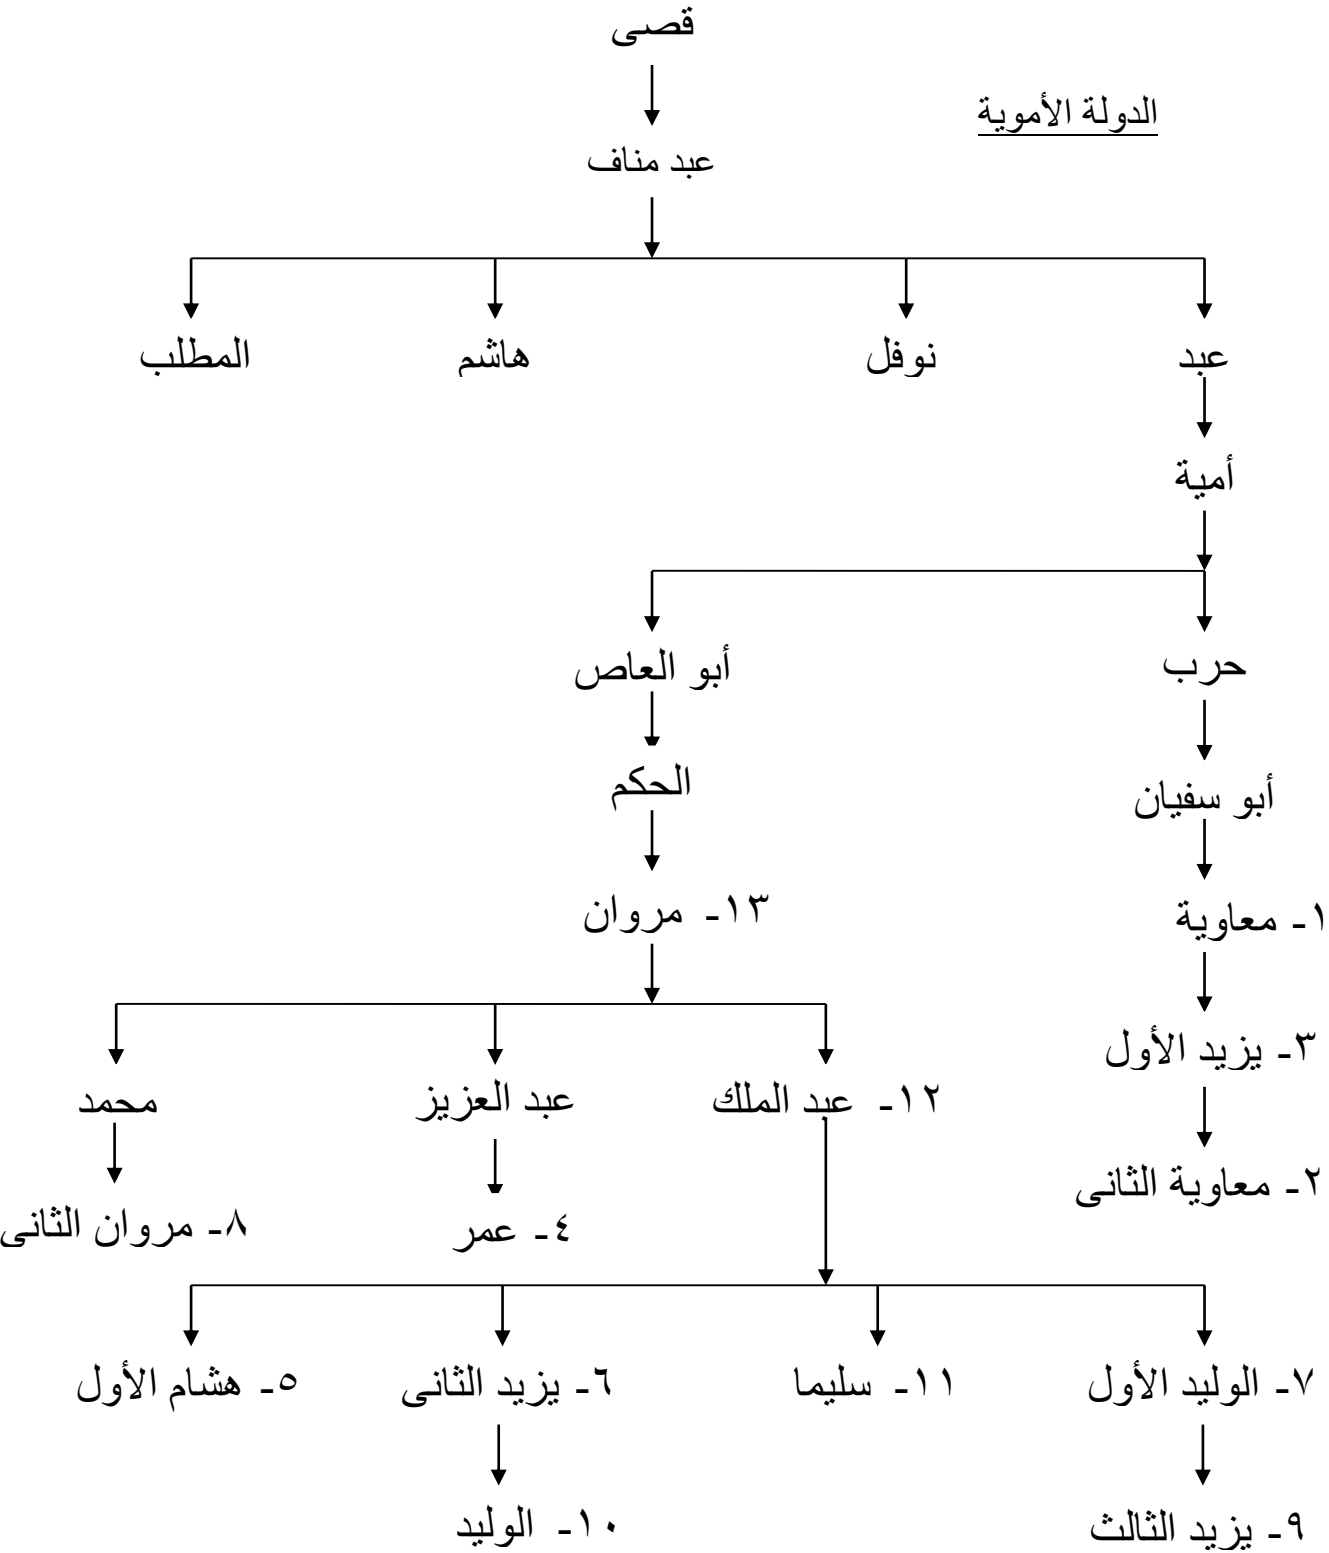 قصى
الدولة الأموية
عبد مناف
عبد
نوفل
هاشم
المطلب
أمية
حرب
أبو العاص
أبو سفيان
الحكم
١- معاوية
١٣- مروان
٣- يزيد الأول
١٢- عبد الملك
عبد العزيز
محمد
٢- معاوية الثانى
٤- عمر
٨- مروان الثانى
٧- الوليد الأول
١١- سليما
٦- يزيد الثانى
٥- هشام الأول
٩- يزيد الثالث
١٠- الوليد